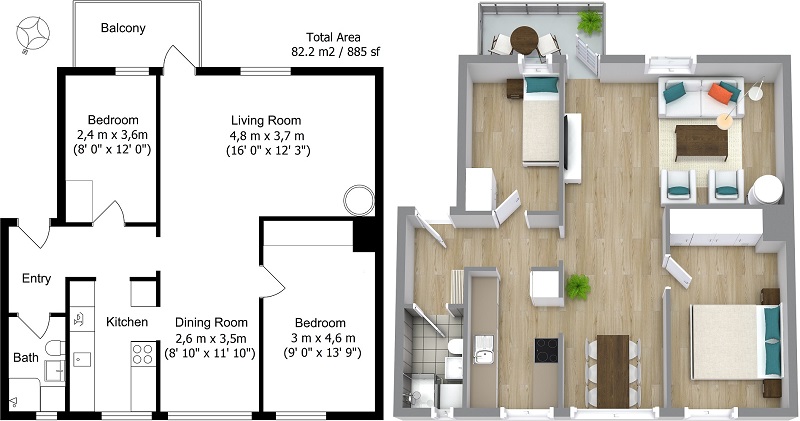 Balcony
Total Area
82.2 m2 / 885 sf
Bedroom
2,4 m x 3,6m
(8' 0" x 12' 0")
Living Room
4,8 m x 3,7 m
(16' 0" x 12' 3")
Entry
Kitchen
Bath
Dining Room
2,6 m x 3,5m
(8' 10" x 11' 10")
Bedroom
3 m x 4,6 m
(9' 0" x 13' 9")